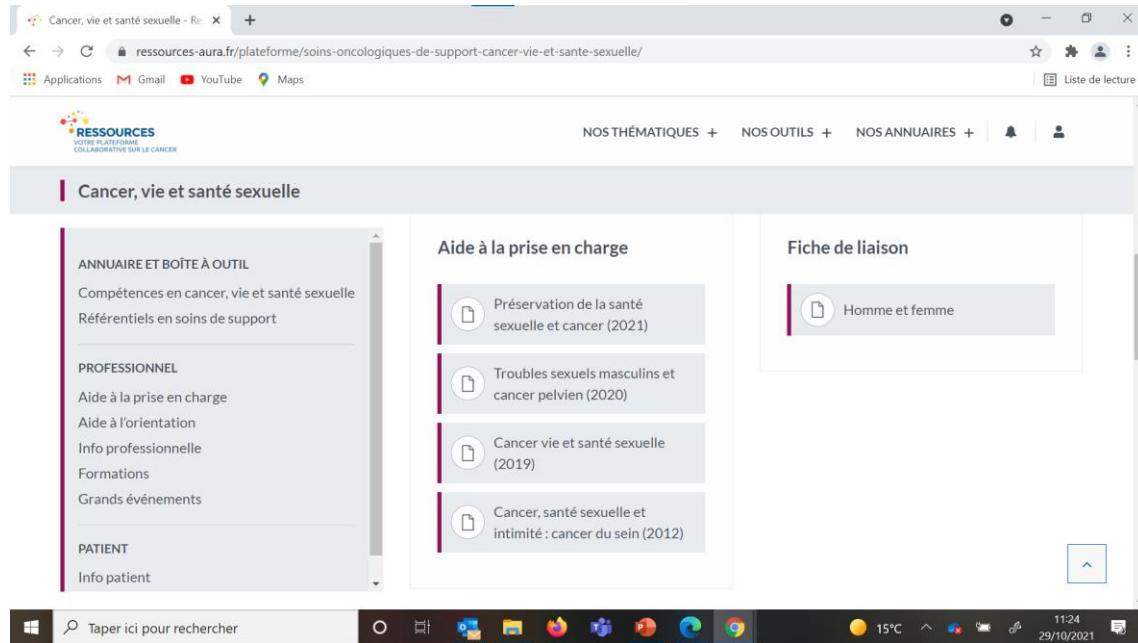 Cancer, vie et santé sexuelle - Re
ressources-aura.fr/plateforme/soins-oncologiques-de-support-cancer-vie-et-sante-sexuelle/
Applications Gmail YouTube Maps Liste de lecture
RESSOURCES
VOTRE PLATEFORME
COLLABORATIVE SUR LE CANCER
NOS THÉMATIQUES + NOS OUTILS + NOS ANNUAIRES +
Cancer, vie et santé sexuelle
ANNUAIRE ET BOÎTE À OUTIL
Compétences en cancer, vie et santé sexuelle
Référentiels en soins de support
PROFESSIONNEL
Aide à la prise en charge
Aide à l'orientation
Info professionnelle
Formations
Grands événements
PATIENT
Info patient
Aide à la prise en charge
Préservation de la santé
sexuelle et cancer (2021)
Troubles sexuels masculins et
cancer pelvien (2020)
Cancer vie et santé sexuelle
(2019)
Cancer, santé sexuelle et
intimité : cancer du sein (2012)
Fiche de liaison
Homme et femme
Taper ici pour rechercher
15°C
11:24
29/10/2021